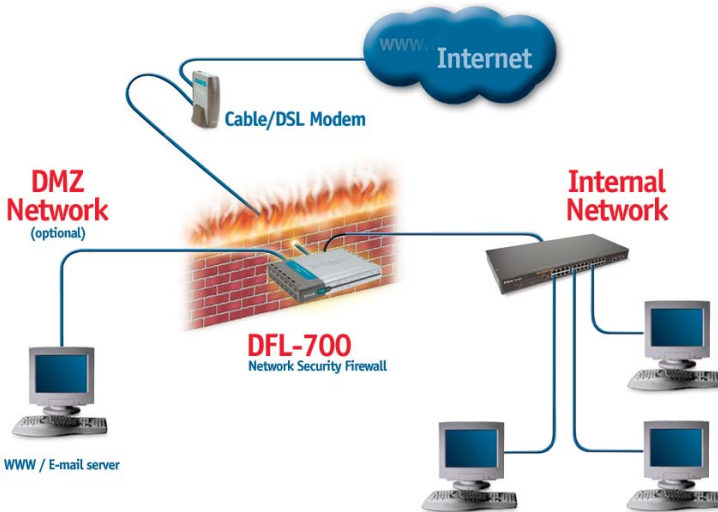 www.
Internet
Cable/DSL Modem
DMZ
Network
(optional)
Internal
Network
DFL-700
Network Security Firewall
WWW / E-mail server